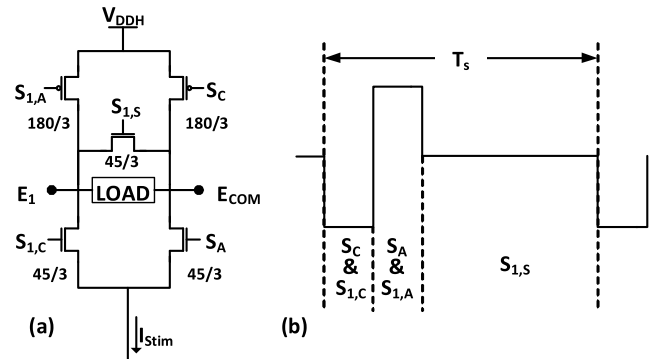 V_DDH
S_1,A
S_C
180/3
S_1,S
180/3
45/3
E_1
LOAD
E_COM
S_1,C
S_A
45/3
45/3
(a)
I_Stim
T_s
S_C
&
S_1,C
S_A
&
S_1,A
S_1,S
(b)